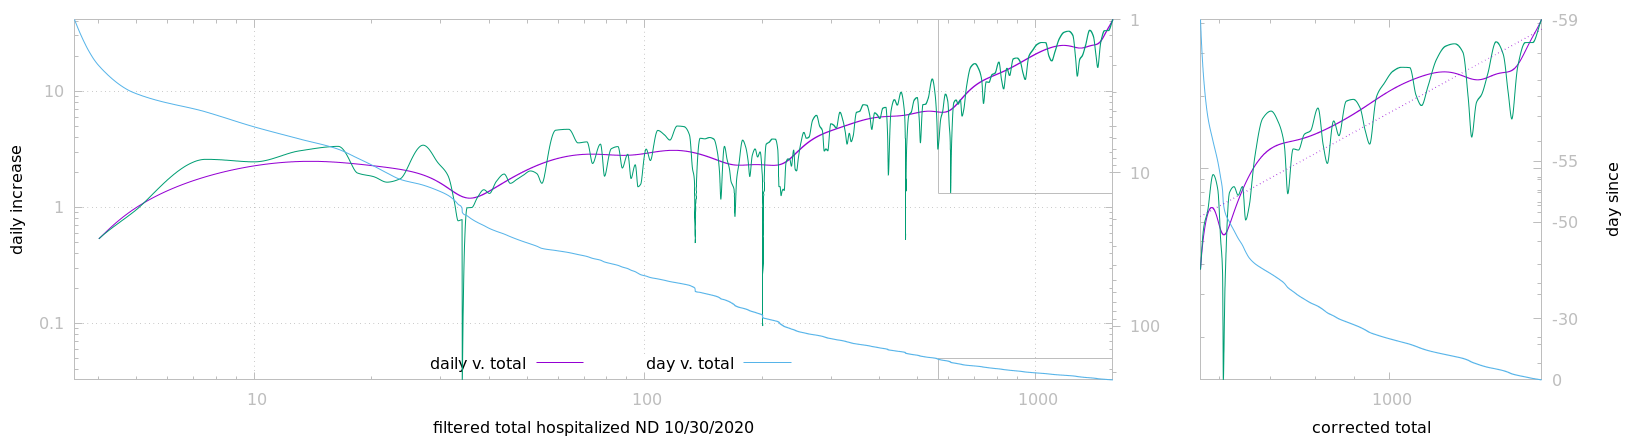 1
-59
10
-55
10
-50
1
-30
0.1
100
0
daily increase
day since
daily v. total
day v. total
10
100
1000
1000
filtered total hospitalized ND 10/30/2020
corrected total